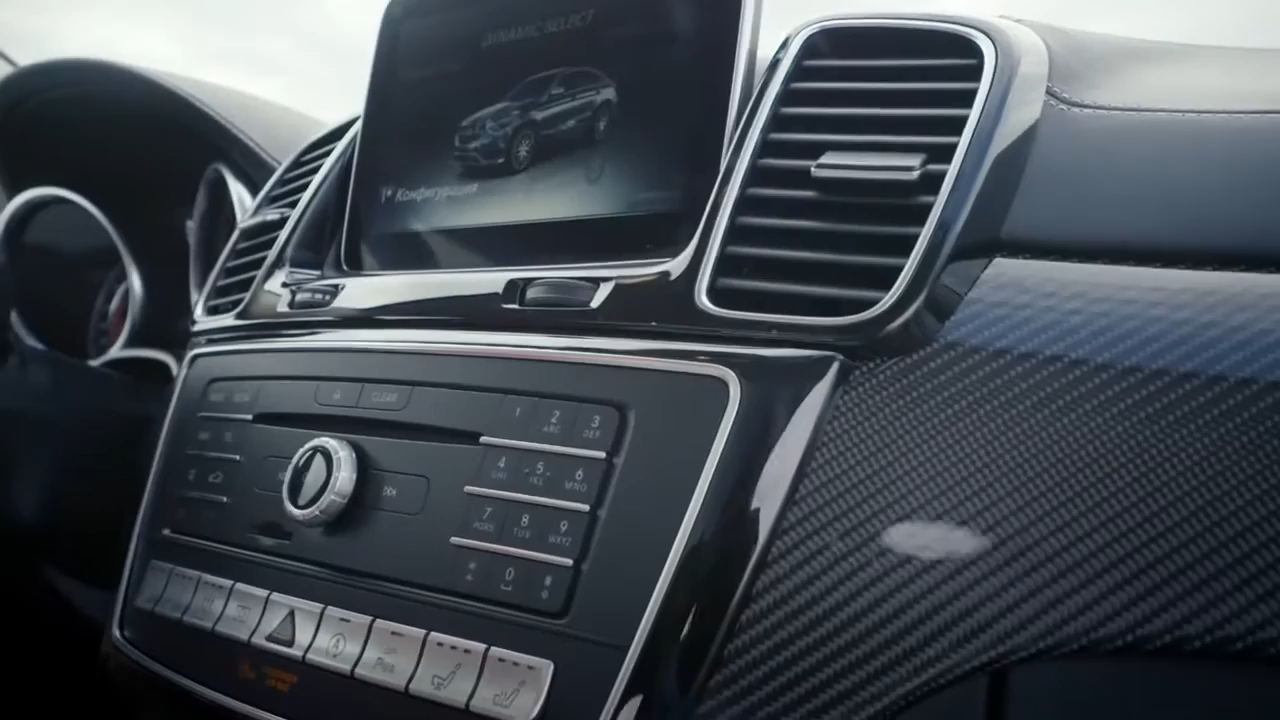 DYNAMIC SELECT
Конфигурация
CLEAR
1 2 ABC 3 DEF
4 GHI 5 JKL 6 MNO
7 PQRS 8 TUV 9 WXYZ
* 0 #